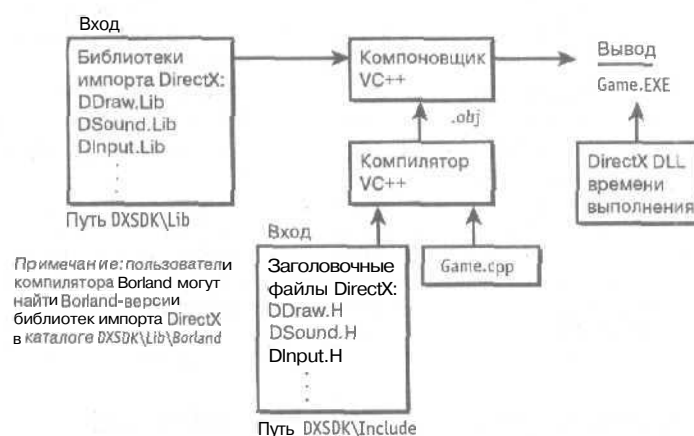 Вход
Библиотеки
импорта DirectX:
DDraw.Lib
DSound.Lib
DInput.Lib
Путь DXSDK\Lib
Компоновщик
VC++
.obj
Компилятор
VC++
Вывод
Game.EXE
DirectX DLL
времени
выполнения
Примечание: пользователи
компилятора Borland могут
найти Borland-версии
библиотек импорта DirectX
в каталоге DXSDK\Lib\Borland
Вход
Заголовочные
файлы DirectX:
DDraw.H
DSound.H
DInput.H
Путь DXSDK\Include
Game.cpp